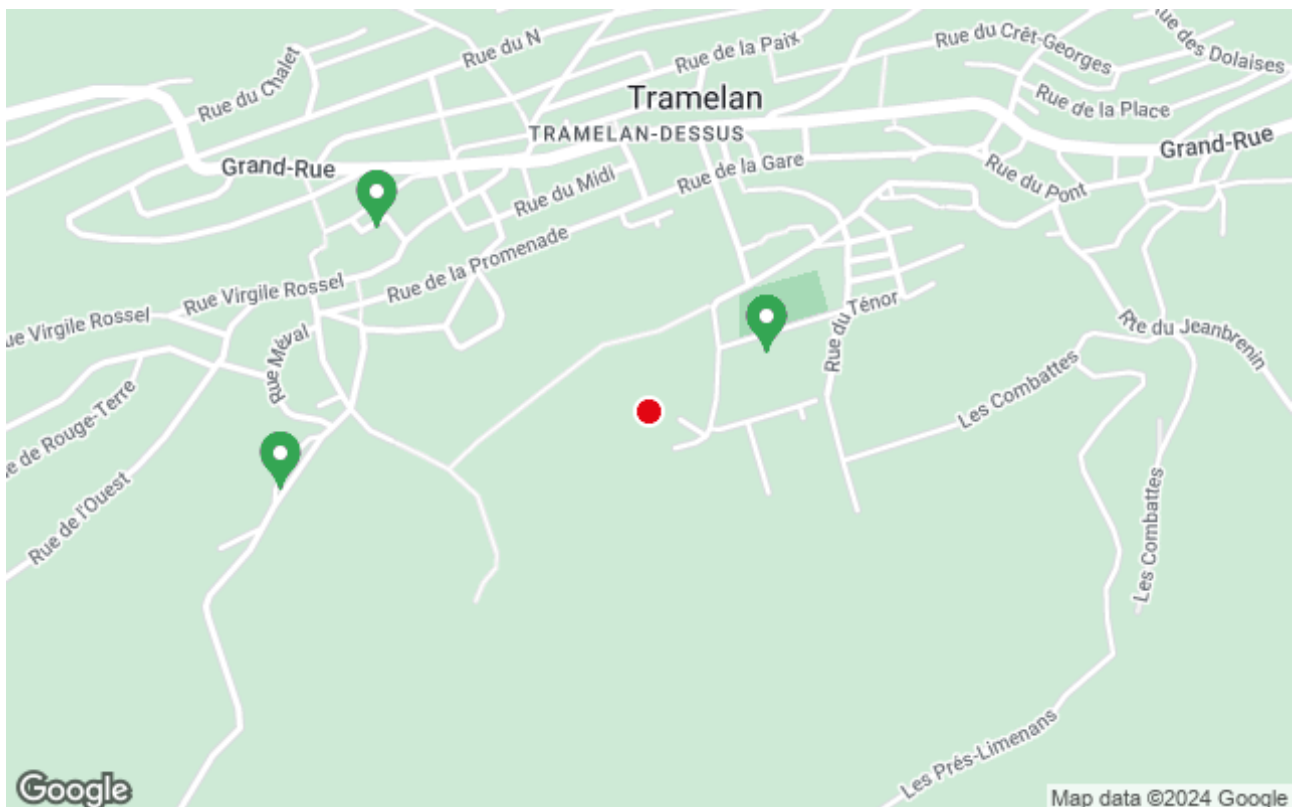 Rue du N
Rue de la Paix
Rue du Crêt-Georges
Rue des Dolaises
Rue du Chalet
Tramelan
Rue de la Place
TRAMELAN-DESSUS
Grand-Rue
Grand-Rue
Rue du Midi
Rue de la Gare
Rue du Pont
Rue de la Promenade
Rue Virgile Rossel
ue Virgile Rossel
Rue Méval
Rue du Ténor
Rte du Jeanbrenin
Les Combattes
e de Rouge-Terre
Rue de l'Ouest
Les Combattes
Les Prés-Limenans
Google
Map data ©2024 Google